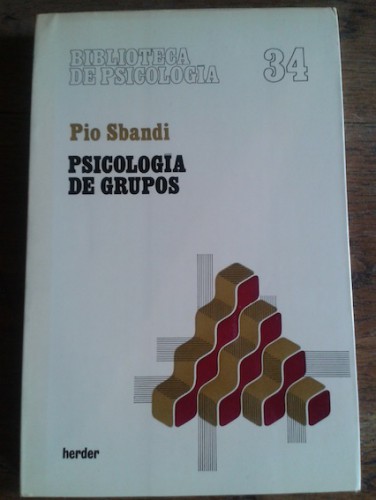 BIBLIOTECA
DE PSICOLOGÍA
34
Pio Sbandi
PSICOLOGÍA
DE GRUPOS
herder